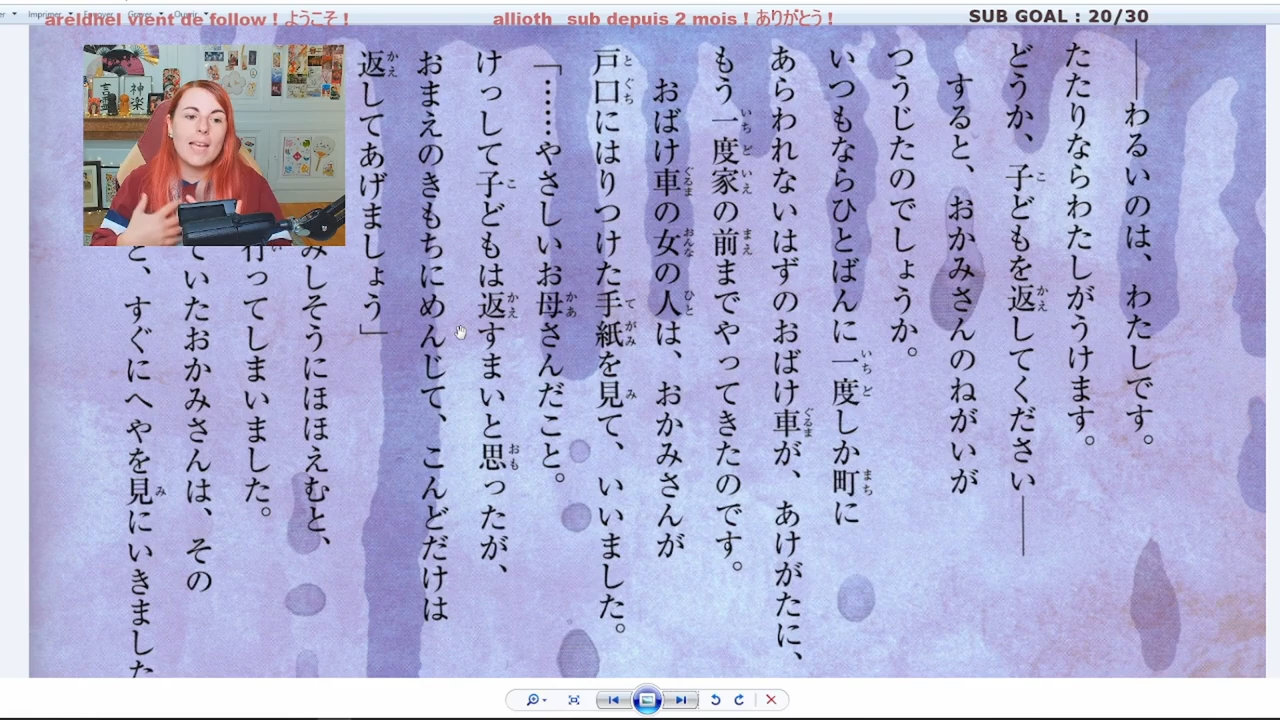 areldhel vient de follow ! ようこそ !
allioth sub depuis 2 mois ! ありがとう !
SUB GOAL : 20/30
――わるいのは、わたしです。
たたりならわたしがうけます。
どうか、子どもを返してください――
すると、おかみさんのねがいが
つうじたのでしょうか。
いつもならひとばんに一度しか町に
あらわれないはずのおばけ車が、あけがたに、
もう一度家の前までやってきたのです。
おばけ車の女の人は、おかみさんが
戸口にはりつけた手紙を見て、いいました。
「……やさしいお母さんだこと。
けっして子どもは返すまいと思ったが、
おまえのきもちにめんじて、こんどだけは
返してあげましょう」
みしそうにほほえむと、
行ってしまいました。
ていたおかみさんは、その
と、すぐにへやを見にいきました
言霊
神楽